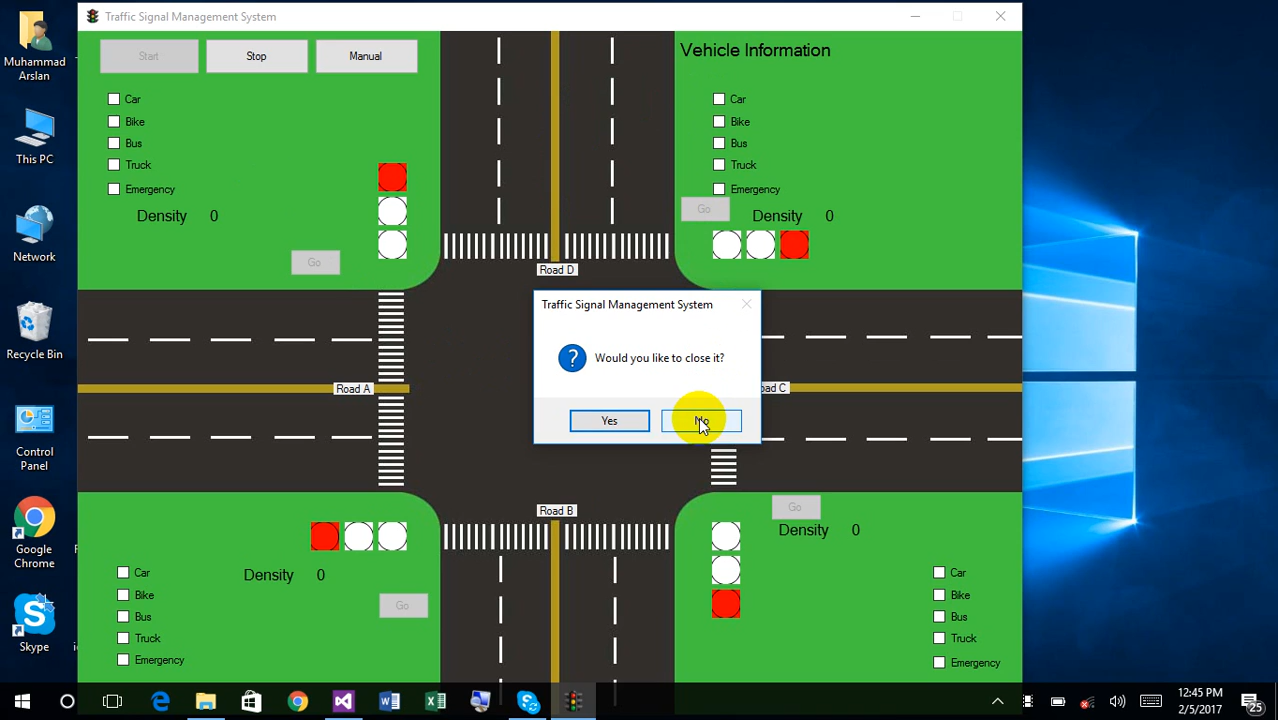 Muhammad
Arslan
This PC
Network
Recycle Bin
Control
Panel
Google
Chrome
Skype
Traffic Signal Management System
Start
Stop
Manual
Car
Bike
Bus
Truck
Emergency
Density 0
Go
Vehicle Information
Car
Bike
Bus
Truck
Emergency
Go
Density 0
Road D
Traffic Signal Management System
Would you like to close it?
Yes
No
Road A
Road B
Density 0
Go
Car
Bike
Bus
Truck
Emergency
Go
Density 0
Car
Bike
Bus
Truck
Emergency
12:45 PM
2/5/2017
25